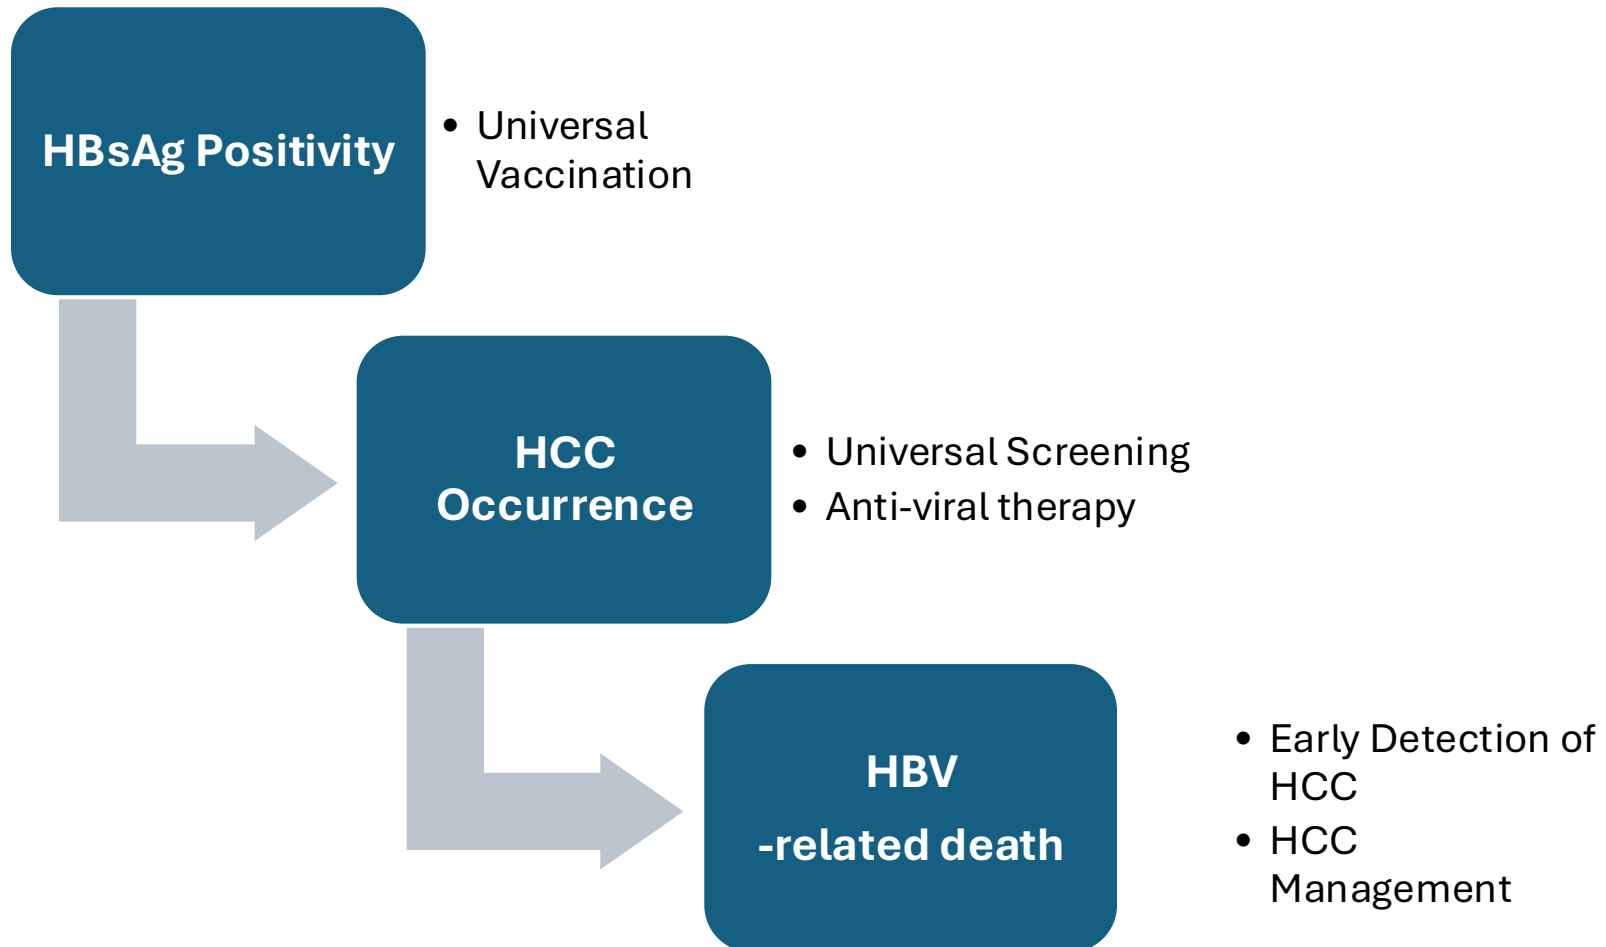 HBsAg Positivity
• Universal
Vaccination
HCC
Occurrence
• Universal Screening
• Anti-viral therapy
HBV
-related death
• Early Detection of
HCC
• HCC
Management